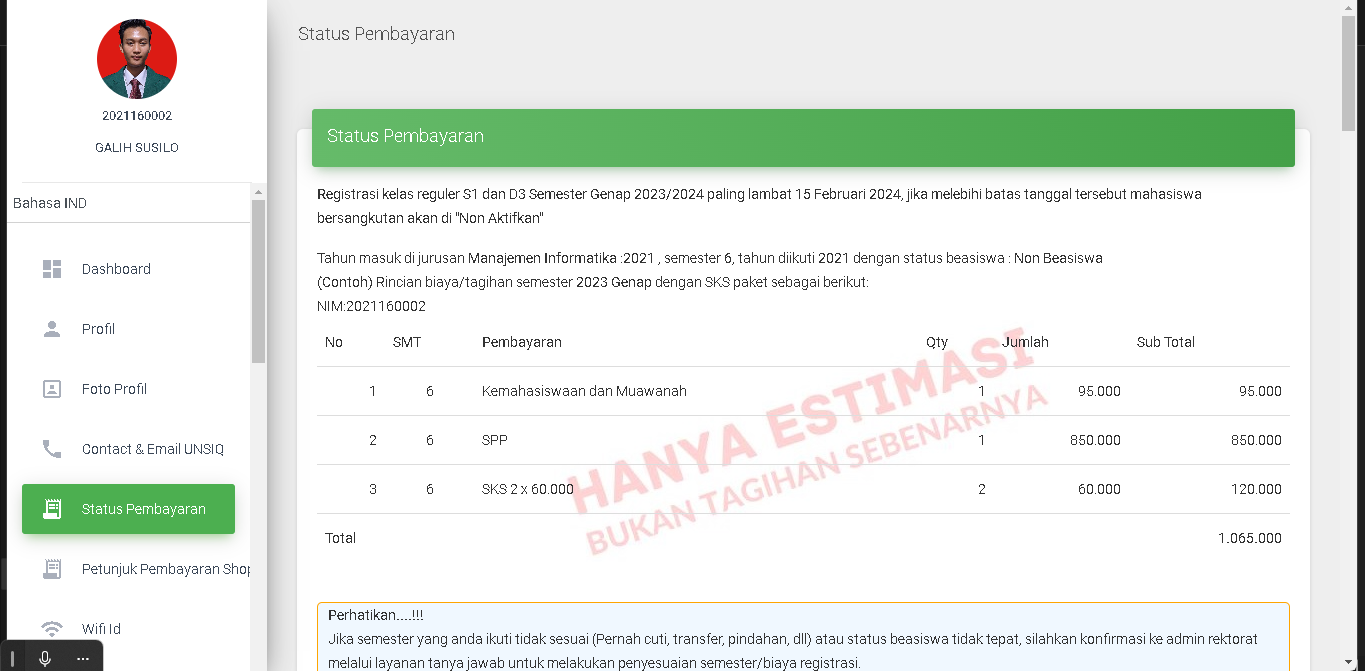 2021160002
GALIH SUSILO
Bahasa IND
Dashboard
Profil
Foto Profil
Contact & Email UNSIQ
Status Pembayaran
Petunjuk Pembayaran Shop
Wifi Id
Status Pembayaran
Status Pembayaran
Registrasi kelas reguler S1 dan D3 Semester Genap 2023/2024 paling lambat 15 Februari 2024, jika melebihi batas tanggal tersebut mahasiswa
bersangkutan akan di "Non Aktifkan"
Tahun masuk di jurusan Manajemen Informatika :2021 , semester 6, tahun diikuti 2021 dengan status beasiswa : Non Beasiswa
(Contoh) Rincian biaya/tagihan semester 2023 Genap dengan SKS paket sebagai berikut:
NIM:2021160002
No SMT Pembayaran Qty Jumlah Sub Total
1 6 Kemahasiswaan dan Muawanah 1 95.000 95.000
2 6 SPP 1 850.000 850.000
3 6 SKS 2 x 60.000 2 60.000 120.000
Total 1.065.000
HANYA ESTIMASI
BUKAN TAGIHAN SEBENARNYA
Perhatikan....!!!
Jika semester yang anda ikuti tidak sesuai (Pernah cuti, transfer, pindahan, dll) atau status beasiswa tidak tepat, silahkan konfirmasi ke admin rektorat
melalui layanan tanya jawab untuk melakukan penyesuaian semester/biaya registrasi.